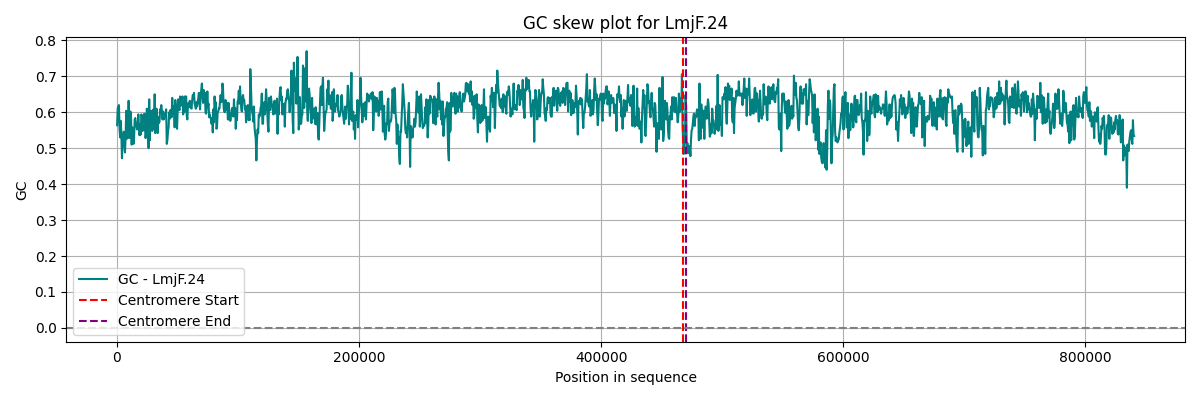 GC skew plot for LmjF.24
0.8
0.7
0.6
0.5
0.4
0.3
0.2
0.1
0.0
GC
GC - LmjF.24
Centromere Start
Centromere End
0 200000 400000 600000 800000
Position in sequence